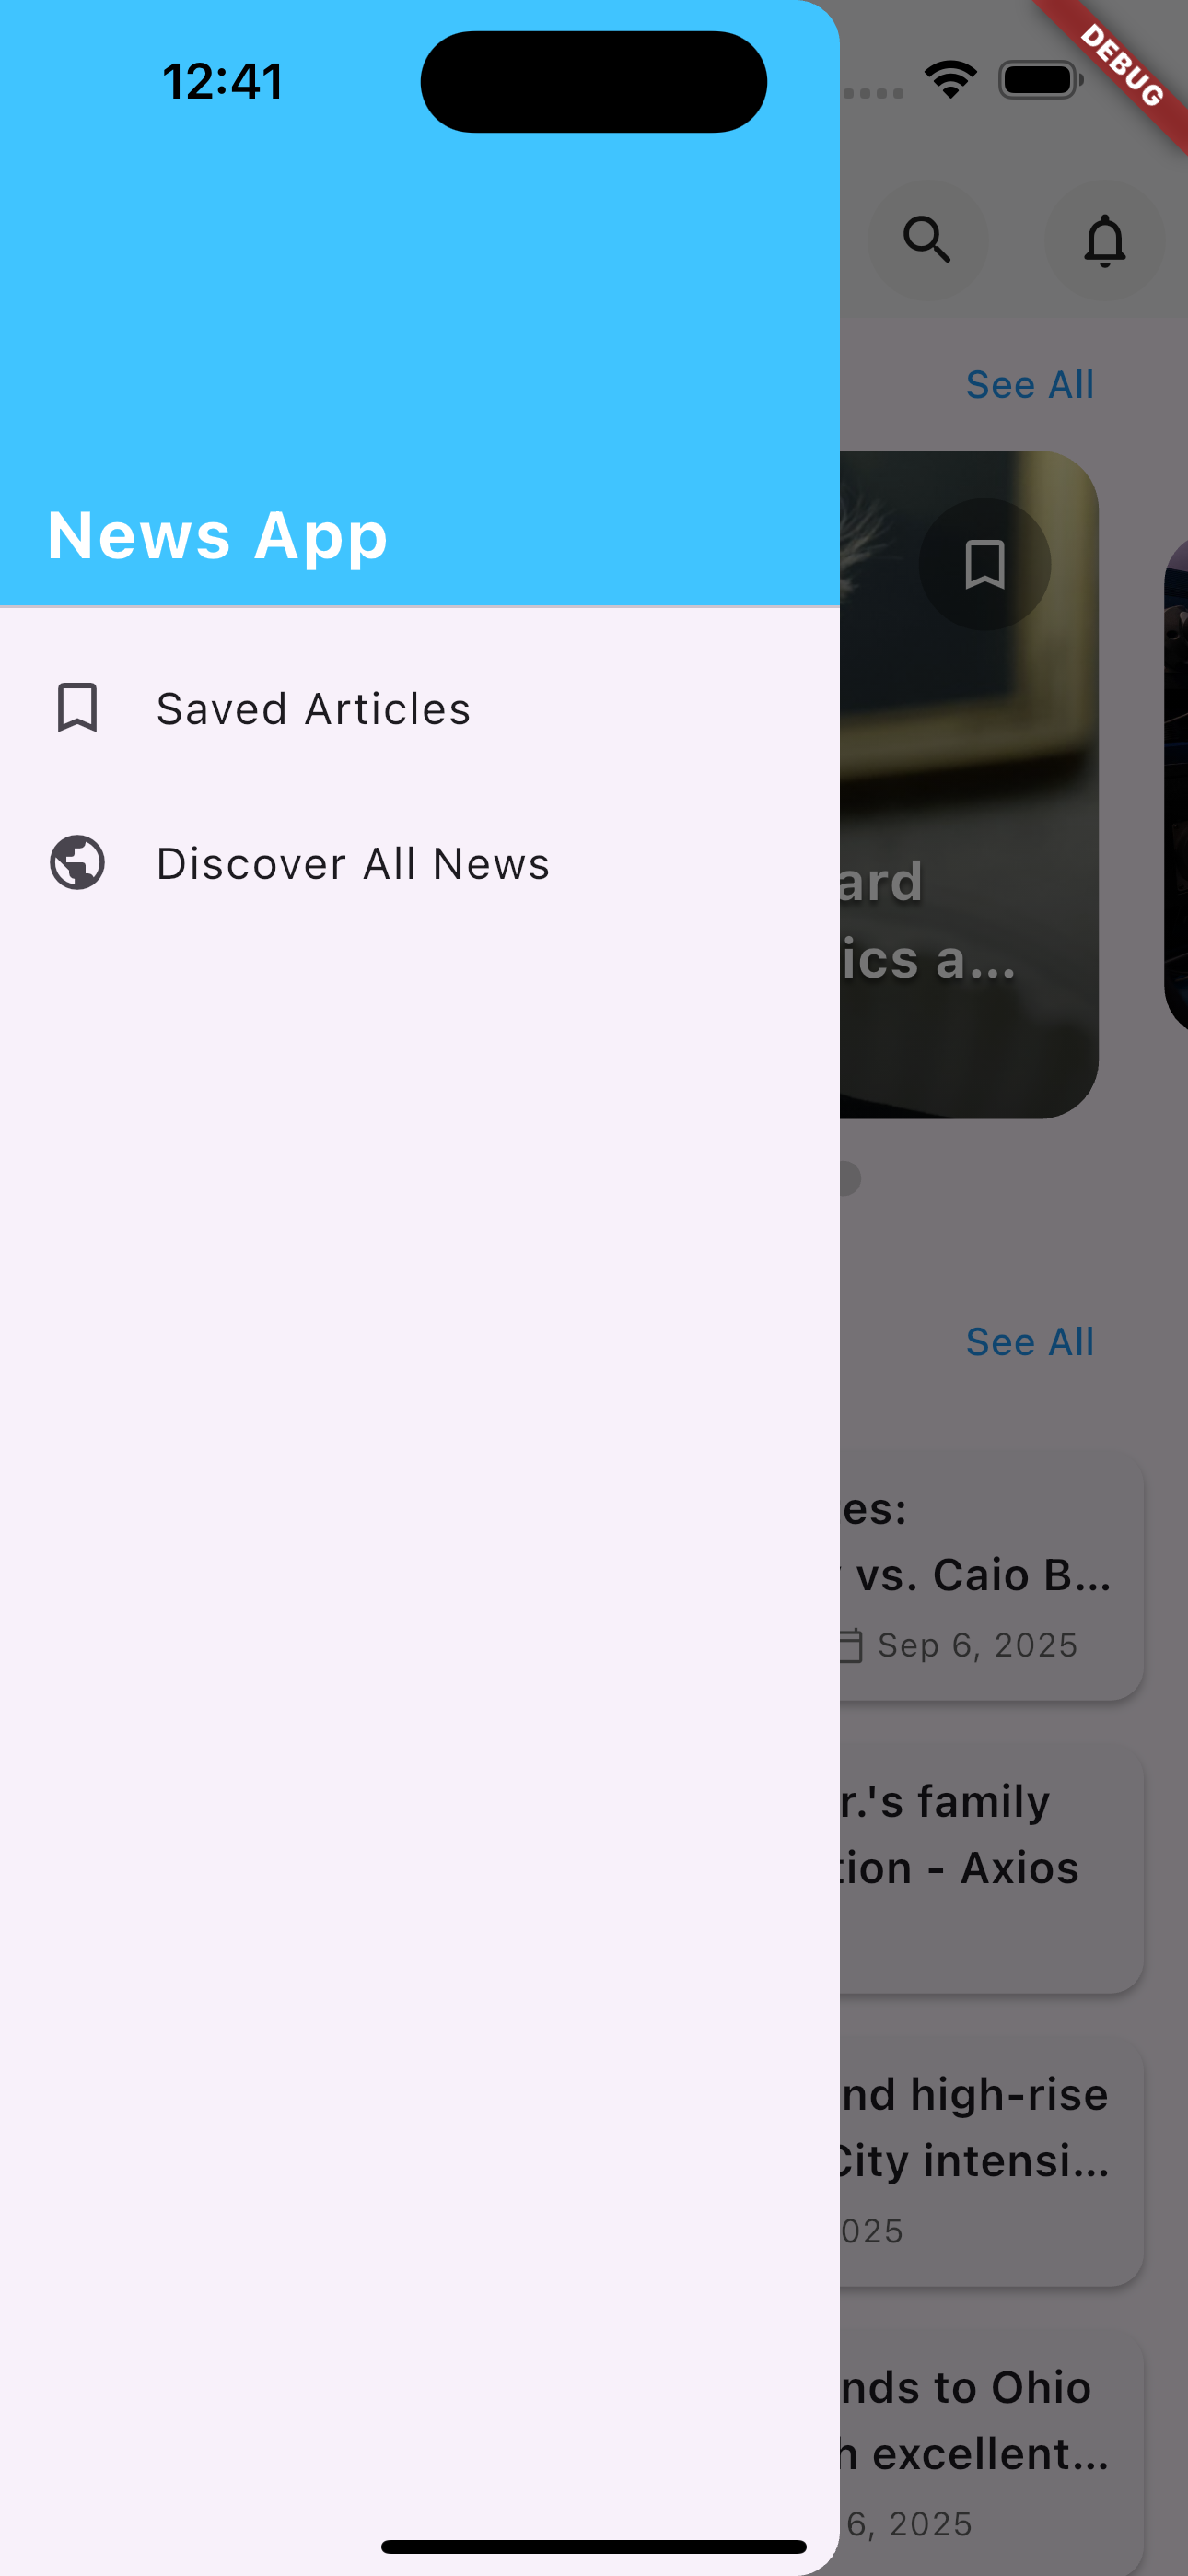 12:41
DEBUG
See All
News App
Saved Articles
Discover All News
ard
ics a...
See All
es:
vs. Caio B...
Sep 6, 2025
r.'s family
tion - Axios
nd high-rise
City intensi...
025
nds to Ohio
h excellent...
6, 2025